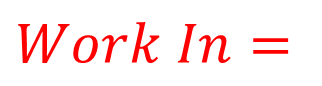 Work In =